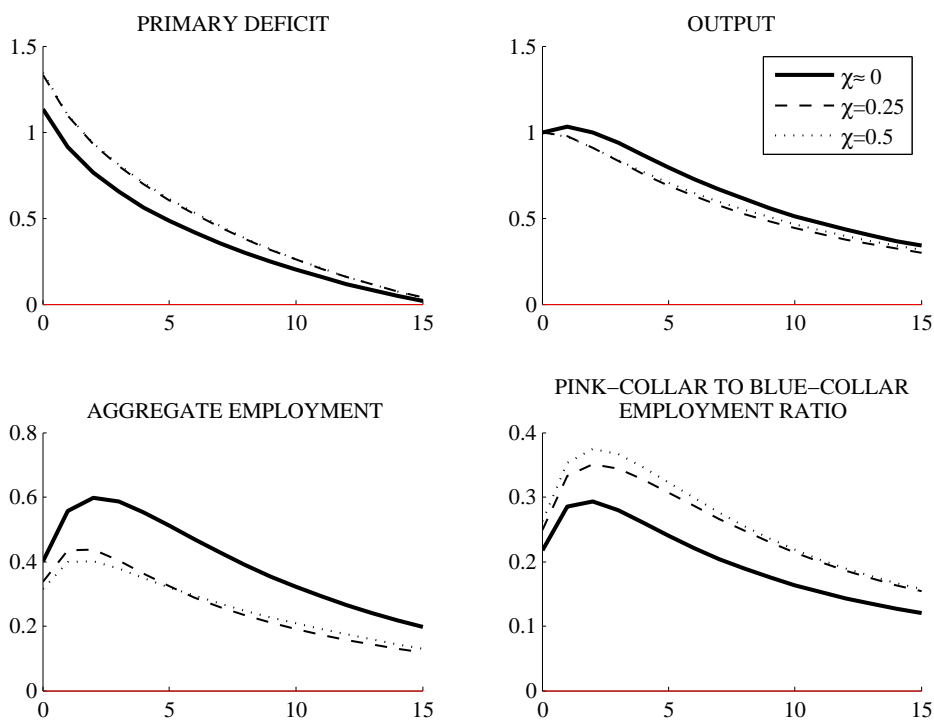 PRIMARY DEFICIT
1.5
1
0.5
0
0 5 10 15
OUTPUT
1.5
1
0.5
0
0 5 10 15
χ≈ 0
χ=0.25
χ=0.5
AGGREGATE EMPLOYMENT
0.8
0.6
0.4
0.2
0
0 5 10 15
PINK−COLLAR TO BLUE−COLLAR
EMPLOYMENT RATIO
0.4
0.3
0.2
0.1
0
0 5 10 15